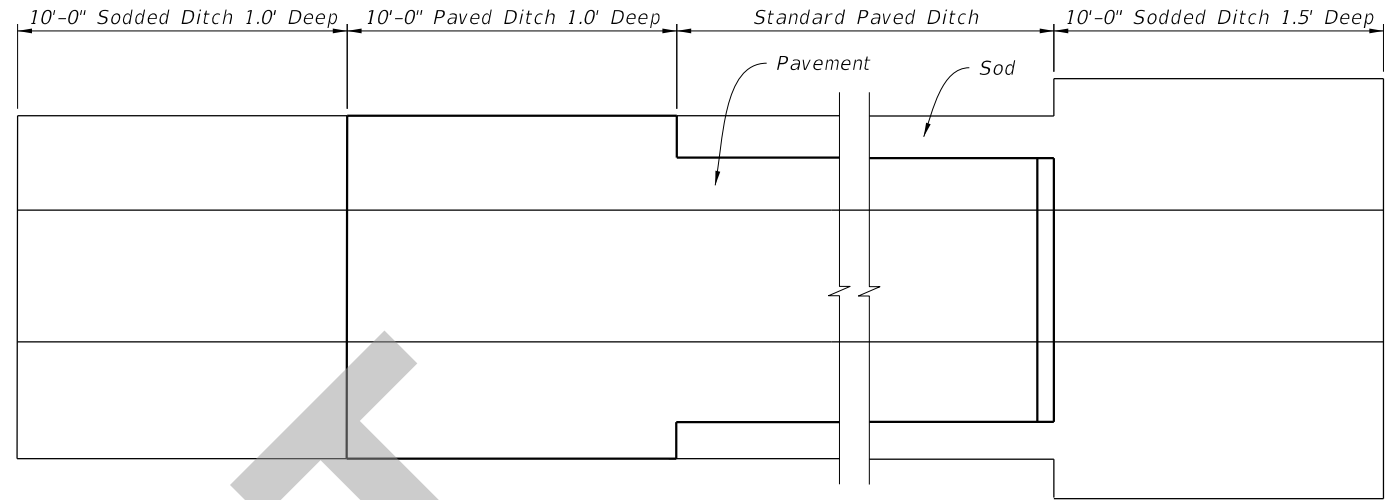 10'-0" Sodded Ditch 1.0' Deep
10'-0" Paved Ditch 1.0' Deep
Standard Paved Ditch
10'-0" Sodded Ditch 1.5' Deep
Pavement
Sod